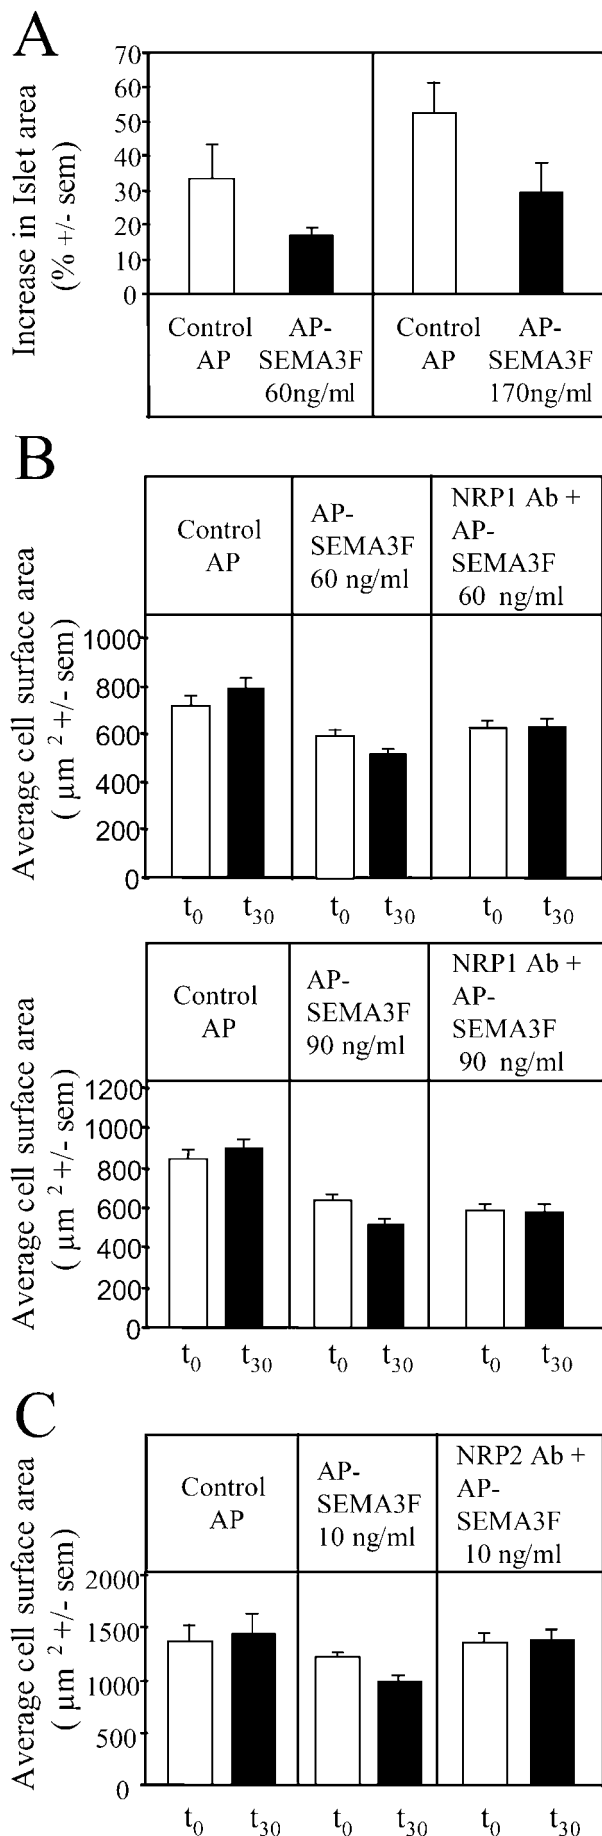 A
Increase in Islet area
(% +/- sem)
70
60
50
40
30
20
10
0
Control
AP
AP-
SEMA3F
60ng/ml
Control
AP
AP-
SEMA3F
170ng/ml
B
Average cell surface area
( µm 2 +/- sem)
Control
AP
AP-
SEMA3F
60 ng/ml
NRP1 Ab +
AP-
SEMA3F
60 ng/ml
1000
800
600
400
200
0
t0 t30 t0 t30 t0 t30
Average cell surface area
( µm 2 +/- sem)
Control
AP
AP-
SEMA3F
90 ng/ml
NRP1 Ab +
AP-
SEMA3F
90 ng/ml
1200
1000
800
600
400
200
0
t0 t30 t0 t30 t0 t30
C
Average cell surface area
( µm 2 +/- sem)
Control
AP
AP-
SEMA3F
10 ng/ml
NRP2 Ab +
AP-
SEMA3F
10 ng/ml
2000
1500
1000
500
0
t0 t30 t0 t30 t0 t30